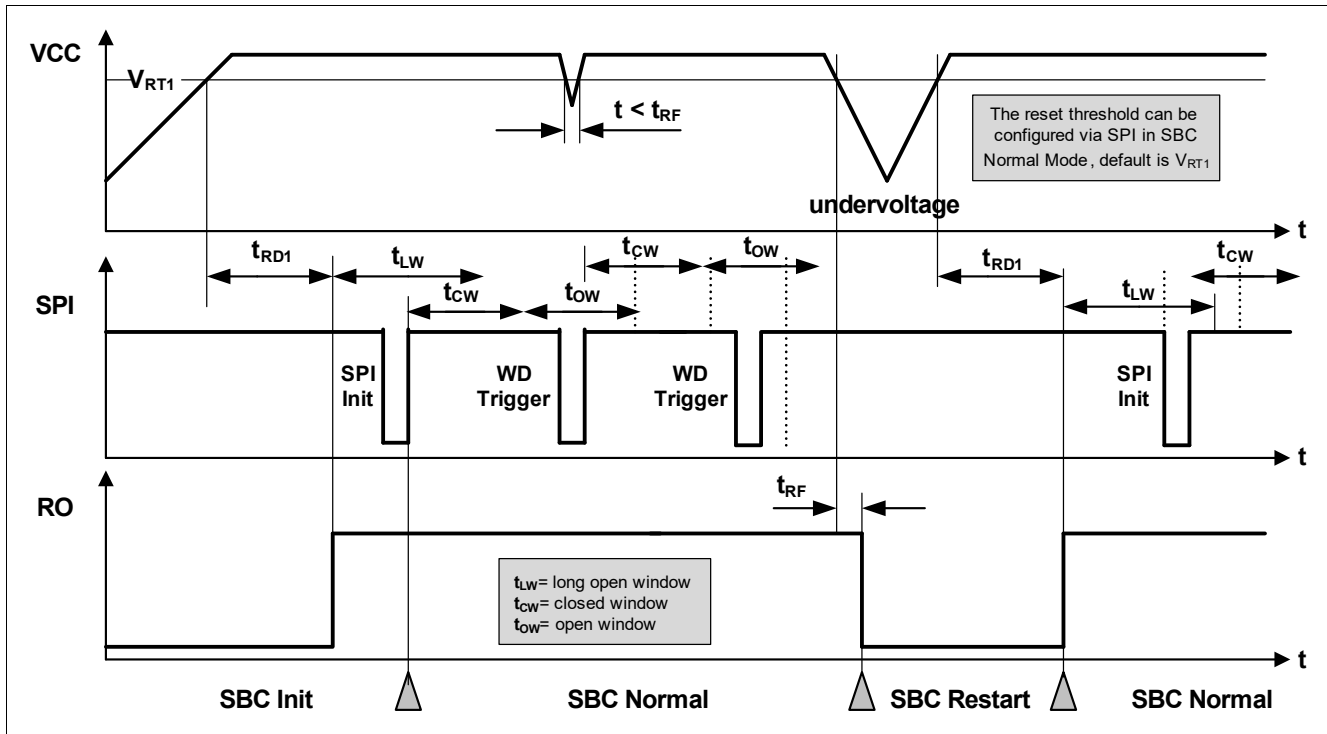 VCC
VRT1
t < tRF
The reset threshold can be
configured via SPI in SBC
Normal Mode, default is VRT1
undervoltage
t
tRD1
tLW
tCW
tOW
tCW
tOW
tRD1
tLW
tCW
SPI
SPI
Init
WD
Trigger
WD
Trigger
SPI
Init
t
RO
tRF
tLW= long open window
tCW= closed window
tOW= open window
t
SBC Init
SBC Normal
SBC Restart
SBC Normal